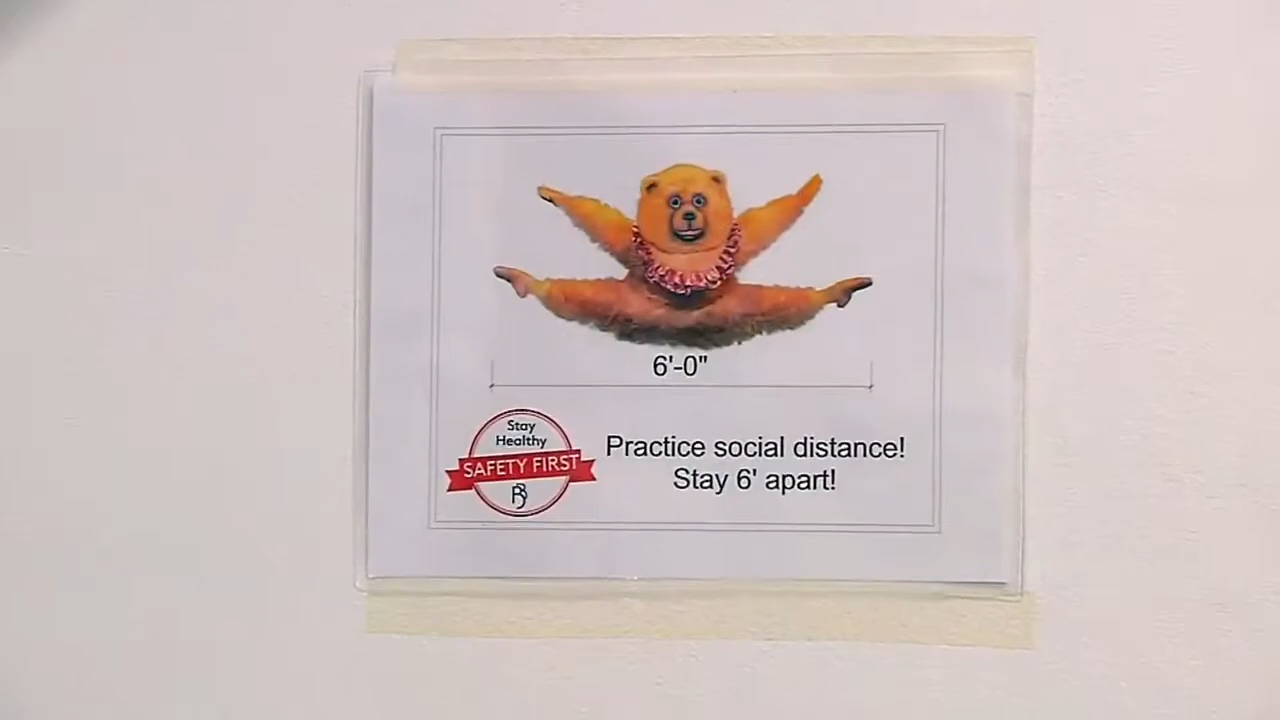 6'-0"
Stay
Healthy
SAFETY FIRST
Practice social distance!
Stay 6' apart!